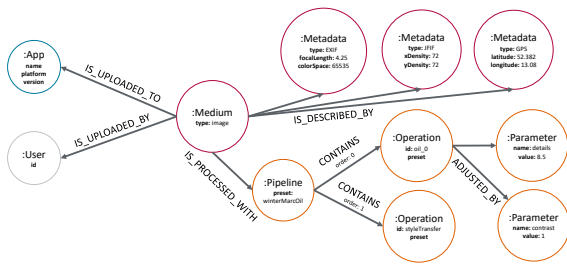 :App
name
platform
version
IS_UPLOADED_TO
:User
id
IS_UPLOADED_BY
:Medium
type: image
:Metadata
type: EXIF
focalLength: 4.25
colorSpace: 65535
:Metadata
type: JFIF
xDensity: 72
yDensity: 72
:Metadata
type: GPS
latitude: 52.382
longitude: 13.08
IS_DESCRIBED_BY
IS_PROCESSED_WITH
:Pipeline
preset:
winterMarcOil
CONTAINS
order: 0
CONTAINS
order: 1
:Operation
id: oil_0
preset
:Operation
id: styleTransfer
preset
ADJUSTED_BY
:Parameter
name: details
value: 8.5
:Parameter
name: contrast
value: 1